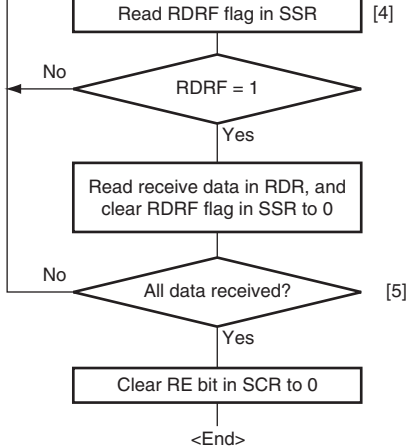 Read RDRF flag in SSR
[4]
No
RDRF = 1
Yes
Read receive data in RDR, and
clear RDRF flag in SSR to 0
No
All data received?
[5]
Yes
Clear RE bit in SCR to 0
<End>